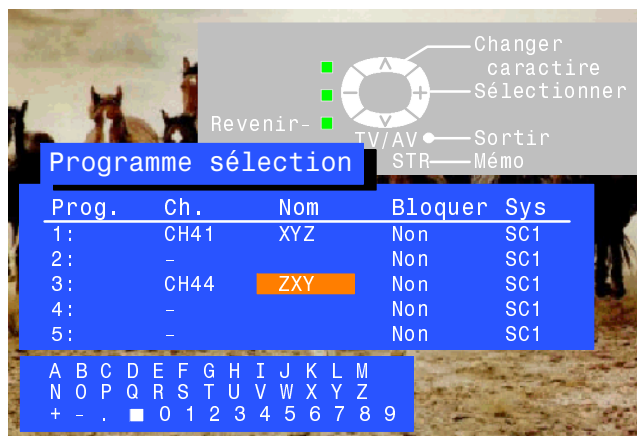 Changer
caractire
Sélectionner
Revenir-
TV/AV Sortir
STR Mémo
Programme sélection
Prog. Ch. Nom Bloquer Sys
1: CH41 XYZ Non SC1
2: - Non SC1
3: CH44 ZXY Non SC1
4: - Non SC1
5: - Non SC1
A B C D E F G H I J K L M
N O P Q R S T U V W X Y Z
+ - . ■ 0 1 2 3 4 5 6 7 8 9